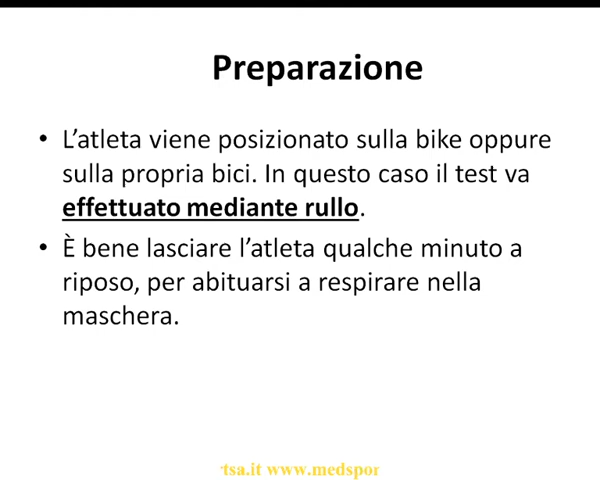 Preparazione
• L’atleta viene posizionato sulla bike oppure
sulla propria bici. In questo caso il test va
effettuato mediante rullo.
• È bene lasciare l’atleta qualche minuto a
riposo, per abituarsi a respirare nella
maschera.
tsa.it www.medspor